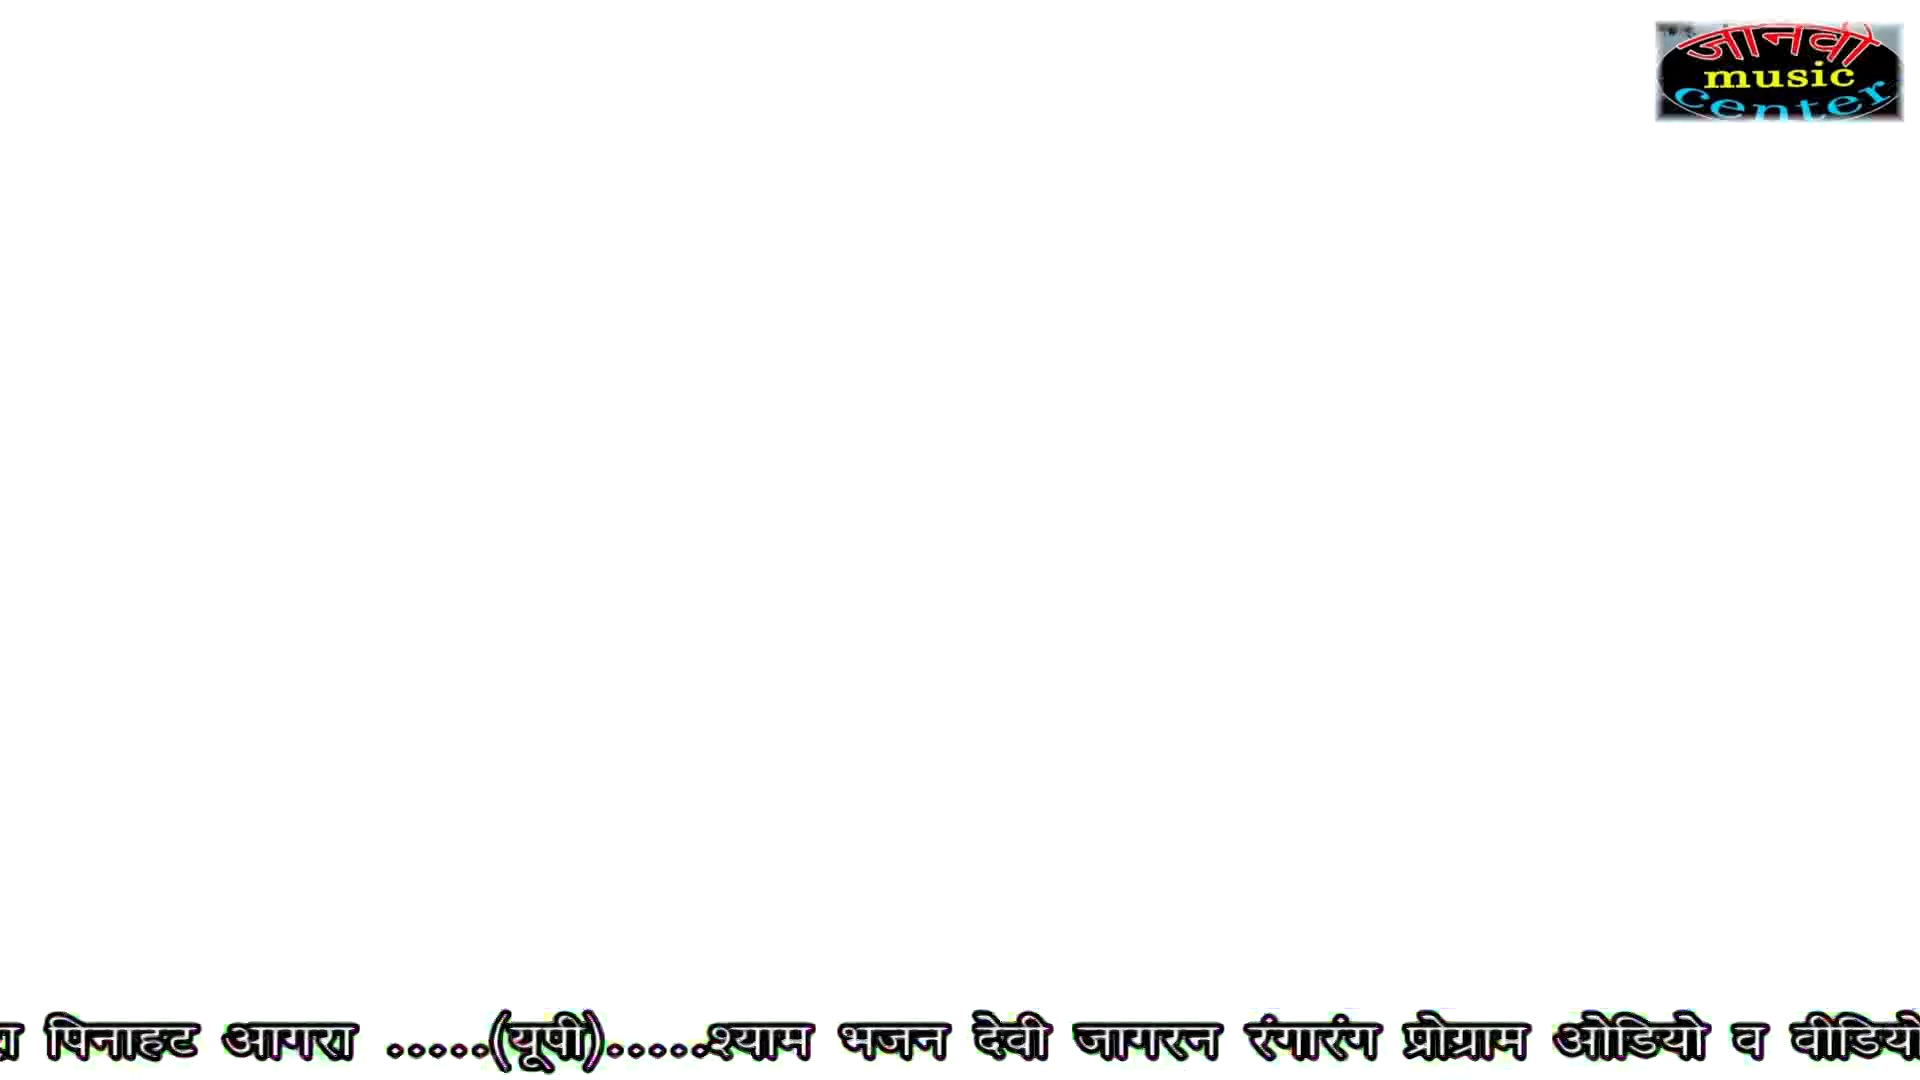 जानवी
music
center
पिनाहट आगरा .....(यूपी).....श्याम भजन देवी जागरन रंगारंग प्रोग्राम ओडियो व वीडियो